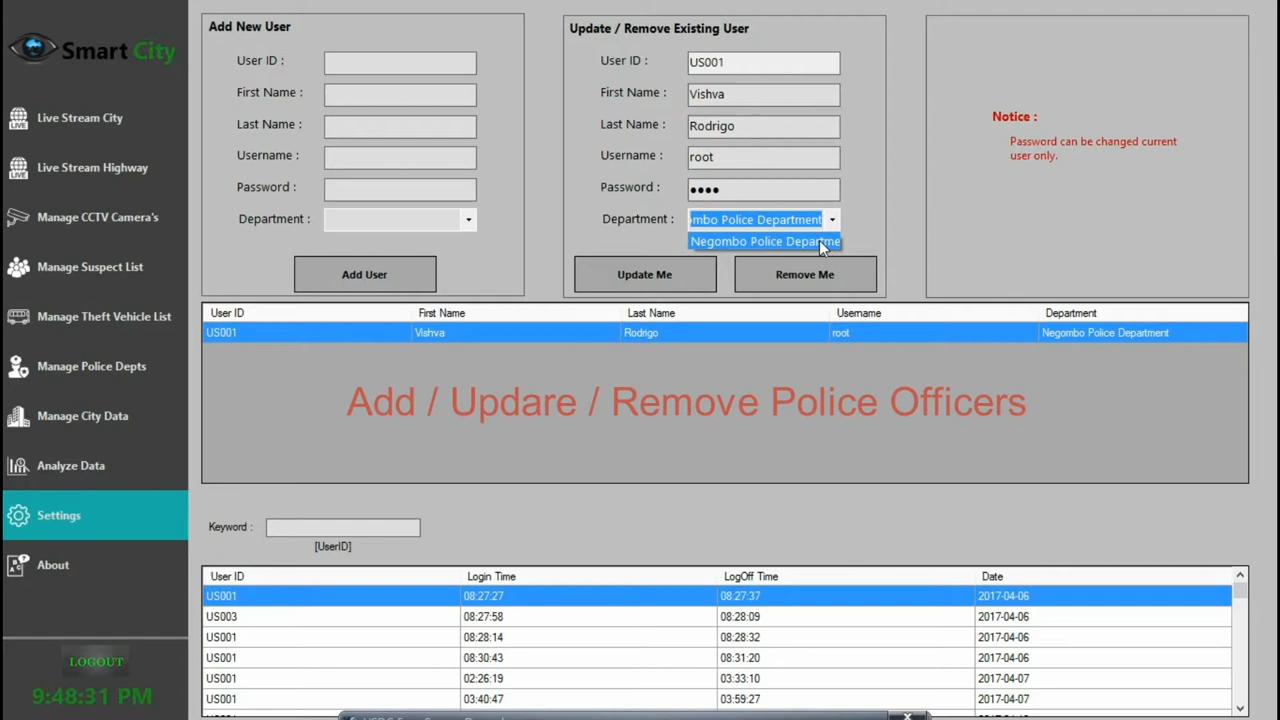 Smart City
Live Stream City
Live Stream Highway
Manage CCTV Camera's
Manage Suspect List
Manage Theft Vehicle List
Manage Police Depts
Manage City Data
Analyze Data
Settings
About
LOGOUT
9:48:31 PM
Add New User
User ID :
First Name :
Last Name :
Username :
Password :
Department :
Add User
Update / Remove Existing User
User ID : US001
First Name : Vishva
Last Name : Rodrigo
Username : root
Password : ••••
Department : mbo Police Department
Negombo Police Departme
Update Me Remove Me
Notice :
Password can be changed current
user only.
User ID First Name Last Name Username Department
US001 Vishva Rodrigo root Negombo Police Department
Add / Updare / Remove Police Officers
Keyword :
[UserID]
User ID Login Time LogOff Time Date
US001 08:27:27 08:27:37 2017-04-06
US003 08:27:58 08:28:09 2017-04-06
US001 08:28:14 08:28:32 2017-04-06
US001 08:30:43 08:31:20 2017-04-06
US001 02:26:19 03:33:10 2017-04-07
US001 03:40:47 03:59:27 2017-04-07